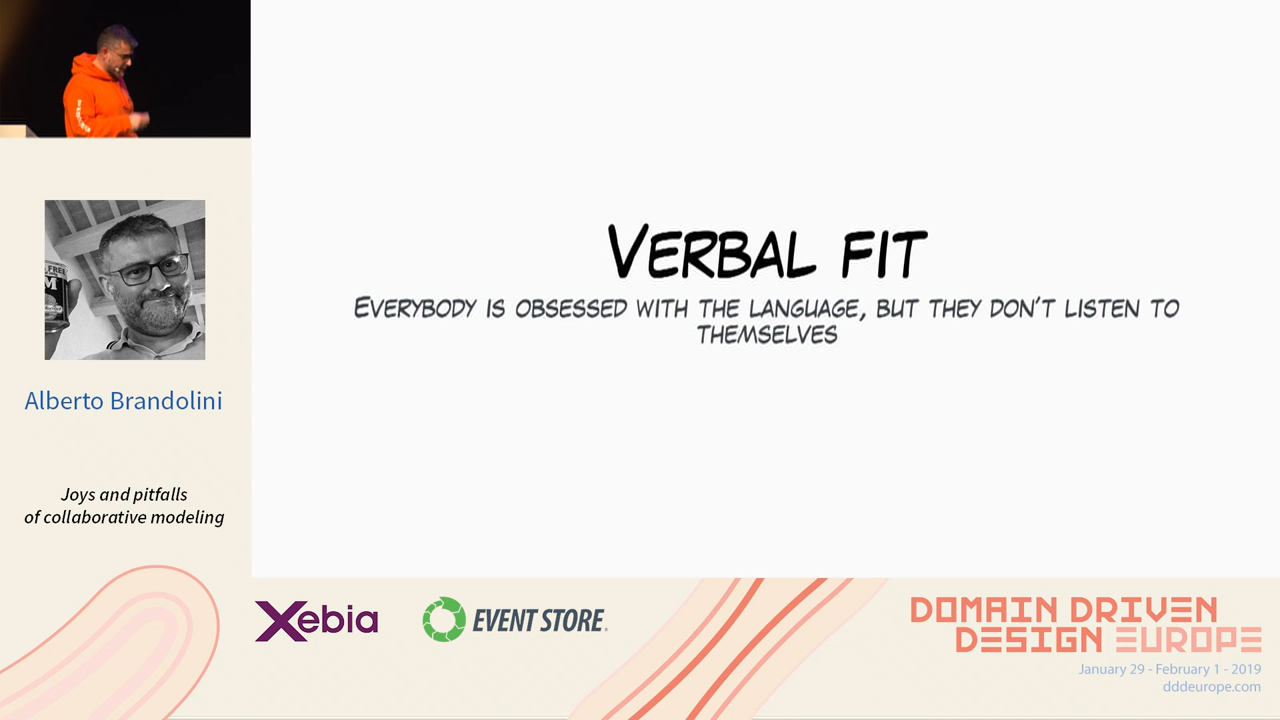 FREE
M
Alberto Brandolini
Joys and pitfalls
of collaborative modeling
VERBAL FIT
EVERYBODY IS OBSESSED WITH THE LANGUAGE, BUT THEY DON'T LISTEN TO
THEMSELVES
Xebia
EVENT STORE.
DOMAIN DRIVEN
DESIGN EUROPE
January 29 - February 1 - 2019
dddeurope.com